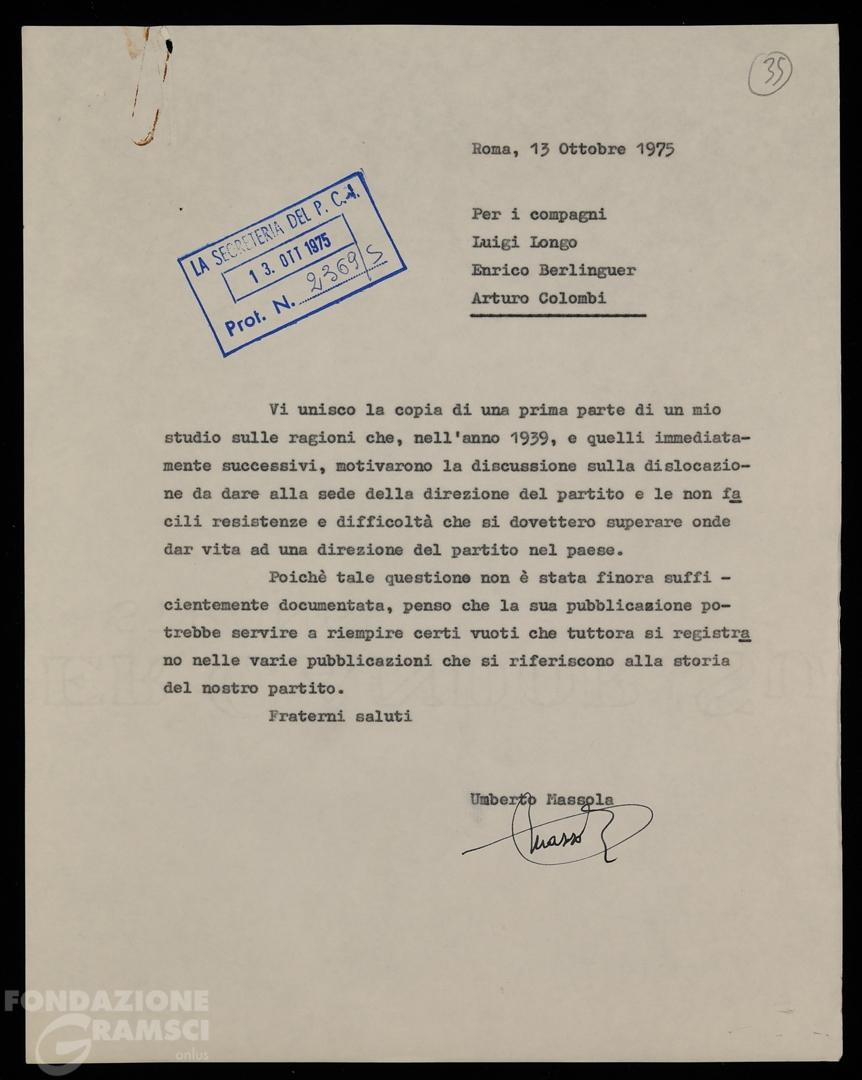 35
Roma, 13 Ottobre 1975
LA SEGRETERIA DEL P. C. I.
13. OTT 1975
Prot. N. 2369/S
Per i compagni
Luigi Longo
Enrico Berlinguer
Arturo Colombi
Vi unisco la copia di una prima parte di un mio
studio sulle ragioni che, nell'anno 1939, e quelli immediata-
mente successivi, motivarono la discussione sulla dislocazio-
ne da dare alla sede della direzione del partito e le non fa
cili resistenze e difficoltà che si dovettero superare onde
dar vita ad una direzione del partito nel paese.
Poichè tale questione non è stata finora suffi -
cientemente documentata, penso che la sua pubblicazione po-
trebbe servire a riempire certi vuoti che tuttora si registra
no nelle varie pubblicazioni che si riferiscono alla storia
del nostro partito.
Fraterni saluti
Umberto Massola
FONDAZIONE
GRAMSCI
onlus